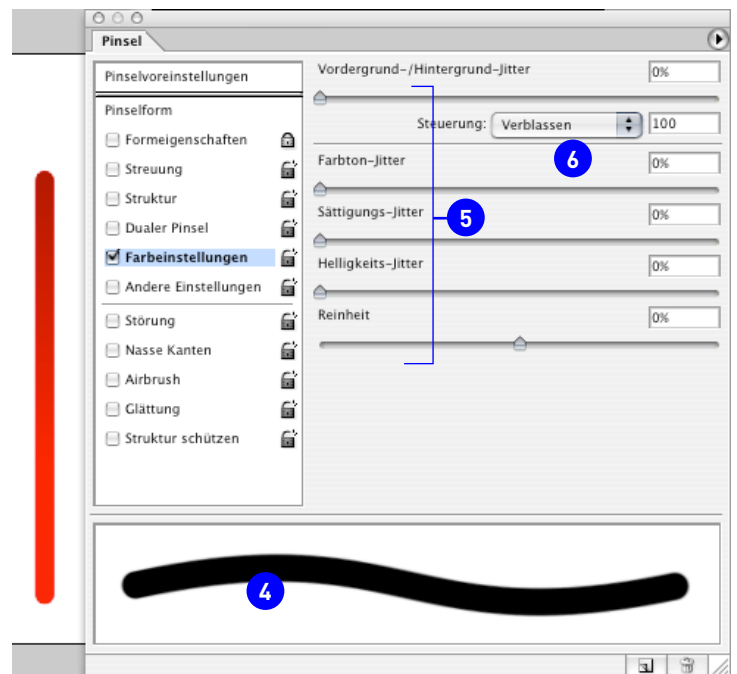 Pinsel
Pinselvoreinstellungen
Pinselform
Formeigenschaften
Streuung
Struktur
Dualer Pinsel
Farbeinstellungen
Andere Einstellungen
Störung
Nasse Kanten
Airbrush
Glättung
Struktur schützen
Vordergrund-/Hintergrund-Jitter 0%
Steuerung: Verblassen 100
6
Farbton-Jitter 0%
Sättigungs-Jitter 0%
5
Helligkeits-Jitter 0%
Reinheit 0%
4